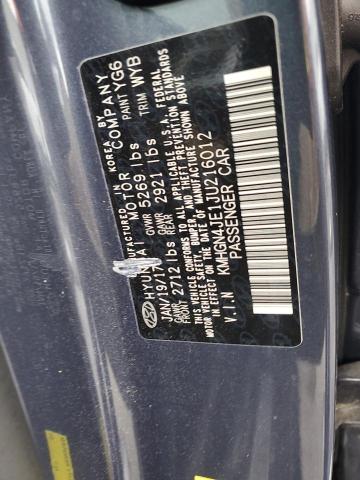 MANUFACTURED IN KOREA BY
HYUNDAI MOTOR COMPANY
JAN/19/17 GVWR 5269 lbs PAINT YG6
GAWR FRONT 2712 lbs GAWR REAR 2921 lbs TRIM WYB
THIS VEHICLE CONFORMS TO ALL APPLICABLE U.S.A. FEDERAL
MOTOR VEHICLE SAFETY, BUMPER, AND THEFT PREVENTION STANDARDS
IN EFFECT ON THE DATE OF MANUFACTURE SHOWN ABOVE.
V.I.N KMHGN4JE1JU216012
PASSENGER CAR